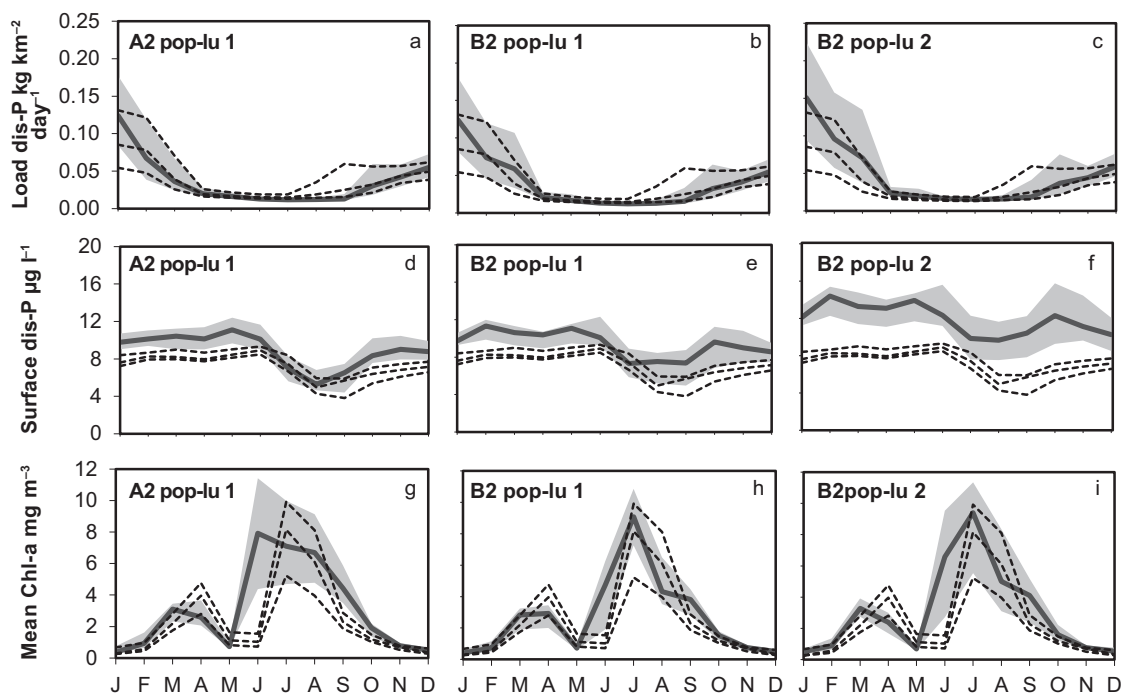 Load dis-P kg km⁻²
day⁻¹
0.25
0.20
0.15
0.10
0.05
0.00
A2 pop-lu 1 a
B2 pop-lu 1 b
B2 pop-lu 2 c
Surface dis-P µg l⁻¹
20
16
12
8
4
0
A2 pop-lu 1 d
B2 pop-lu 1 e
B2 pop-lu 2 f
Mean Chl-a mg m⁻³
12
10
8
6
4
2
0
A2 pop-lu 1 g
B2 pop-lu 1 h
B2pop-lu 2 i
J F M A M J J A S O N D
J F M A M J J A S O N D
J F M A M J J A S O N D